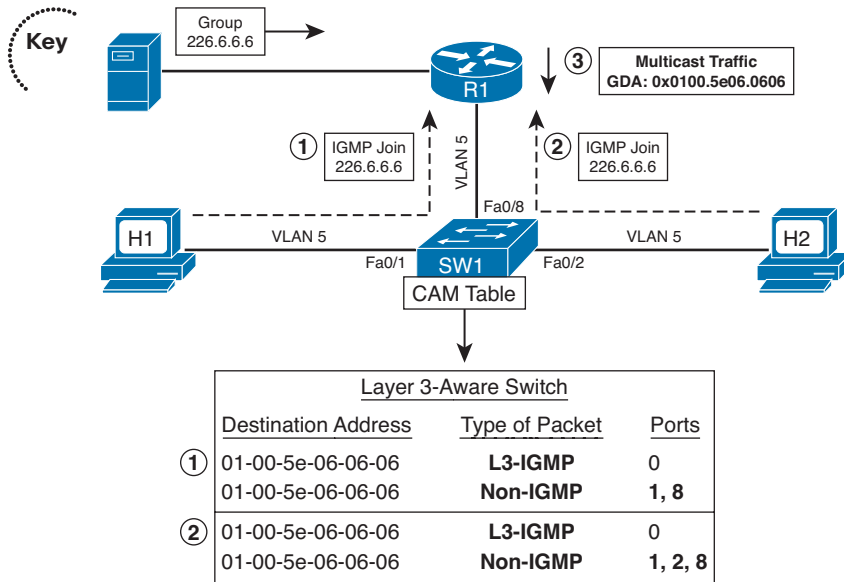 Key
Group
226.6.6.6
R1
3
Multicast Traffic
GDA: 0x0100.5e06.0606
1
IGMP Join
226.6.6.6
VLAN 5
2
IGMP Join
226.6.6.6
Fa0/8
H1
VLAN 5
Fa0/1
SW1
Fa0/2
VLAN 5
H2
CAM Table
Layer 3-Aware Switch
Destination Address Type of Packet Ports
1 01-00-5e-06-06-06 L3-IGMP 0
01-00-5e-06-06-06 Non-IGMP 1, 8
2 01-00-5e-06-06-06 L3-IGMP 0
01-00-5e-06-06-06 Non-IGMP 1, 2, 8